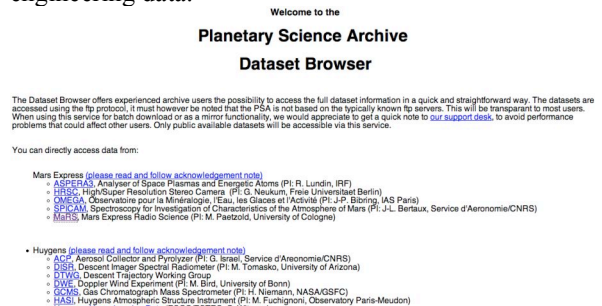 engineering data.
Welcome to the
Planetary Science Archive
Dataset Browser
The Dataset Browser offers experienced archive users the possibility to access the full dataset information in a quick and straightforward way. The datasets are
accessed using the ftp protocol, it must however be noted that the PSA is not based on the typically known ftp servers. This will be transparant to most users.
When using this service for batch download or as a mirror functionality, we would appreciate to get a quick note to our support desk, to avoid performance
problems that could affect other users. Only public available datasets will be accessible via this service.
You can directly access data from:
Mars Express (please read and follow acknowledgement note)
◦ ASPERA3, Analyser of Space Plasmas and Energetic Atoms (PI: R. Lundin, IRF)
◦ HRSC, High/Super Resolution Stereo Camera (PI: G. Neukum, Freie Universitaet Berlin)
◦ OMEGA, Observatoire pour la Minéralogie, l'Eau, les Glaces et l'Activité (PI: J-P. Bibring, IAS Paris)
◦ SPICAM, Spectroscopy for Investigation of Characteristics of the Atmosphere of Mars (PI: J-L. Bertaux, Service d'Aeronomie/CNRS)
◦ MaRS, Mars Express Radio Science (PI: M. Paetzold, University of Cologne)
• Huygens (please read and follow acknowledgement note)
◦ ACP, Aerosol Collector and Pyrolyzer (PI: G. Israel, Service d'Areonomie/CNRS)
◦ DISR, Descent Imager Spectral Radiometer (PI: M. Tomasko, University of Arizona)
◦ DTWG, Descent Trajectory Working Group
◦ DWE, Doppler Wind Experiment (PI: M. Bird, University of Bonn)
◦ GCMS, Gas Chromatograph Mass Spectrometer (PI: H. Niemann, NASA/GSFC)
◦ HASI, Huygens Atmospheric Structure Instrument (PI: M. Fuchignoni, Observatory Paris-Meudon)